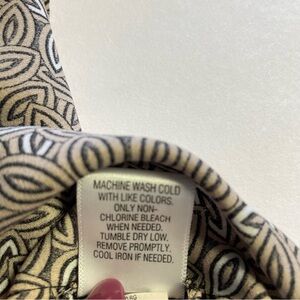 MACHINE WASH COLD
WITH LIKE COLORS.
ONLY NON-
CHLORINE BLEACH
WHEN NEEDED.
TUMBLE DRY LOW.
REMOVE PROMPTLY.
COOL IRON IF NEEDED.